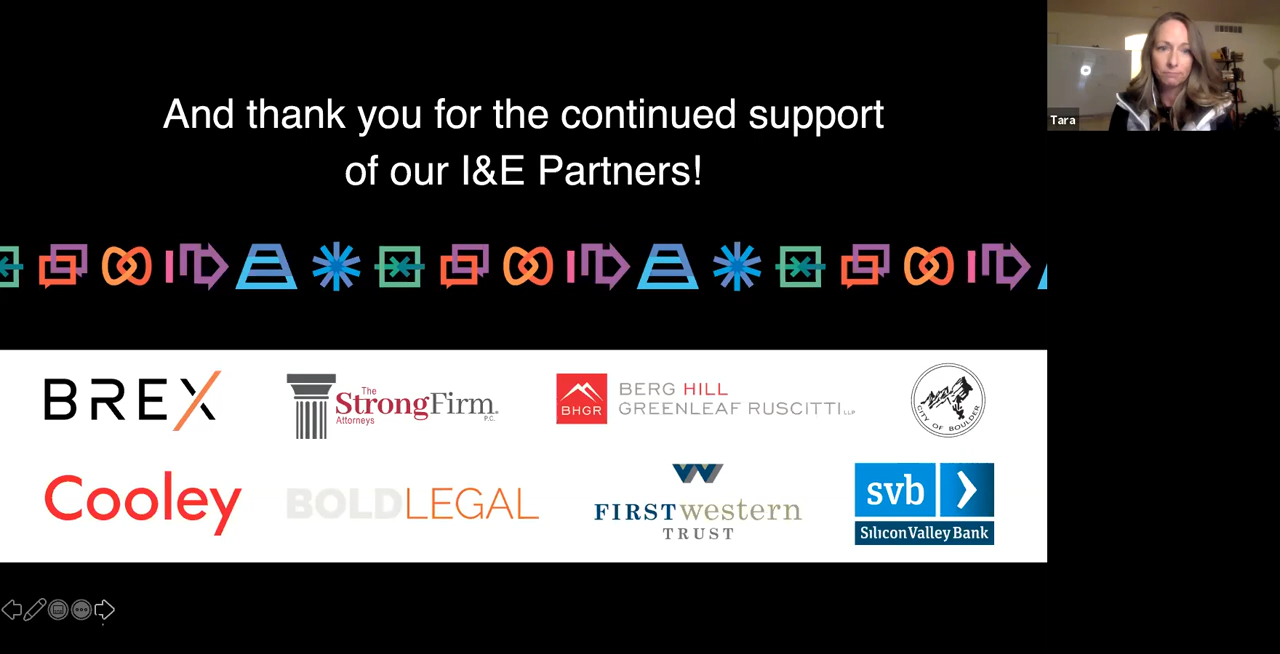 And thank you for the continued support
of our I&E Partners!
Tara
BREX
The
StrongFirm
P.C.
Attorneys
BHGR
BERG HILL
GREENLEAF RUSCITTI LLP
CITY OF BOULDER
Cooley
BOLDLEGAL
FIRSTwestern
TRUST
svb
Silicon Valley Bank